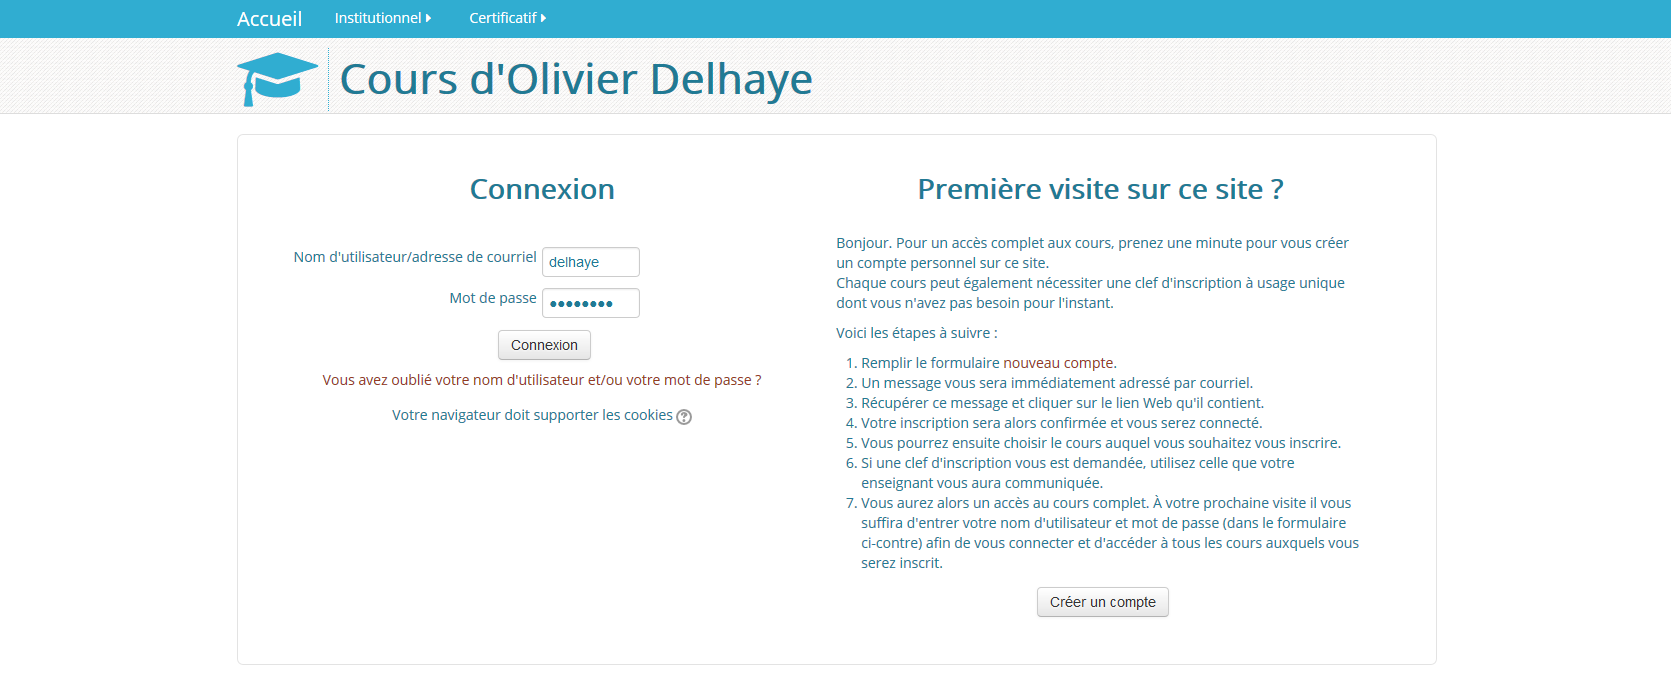 Accueil Institutionnel Certificatif
Cours d'Olivier Delhaye
Connexion
Nom d'utilisateur/adresse de courriel delhaye
Mot de passe ••••••••
Connexion
Vous avez oublié votre nom d'utilisateur et/ou votre mot de passe ?
Votre navigateur doit supporter les cookies ?
Première visite sur ce site ?
Bonjour. Pour un accès complet aux cours, prenez une minute pour vous créer
un compte personnel sur ce site.
Chaque cours peut également nécessiter une clef d'inscription à usage unique
dont vous n'avez pas besoin pour l'instant.
Voici les étapes à suivre :
1. Remplir le formulaire nouveau compte.
2. Un message vous sera immédiatement adressé par courriel.
3. Récupérer ce message et cliquer sur le lien Web qu'il contient.
4. Votre inscription sera alors confirmée et vous serez connecté.
5. Vous pourrez ensuite choisir le cours auquel vous souhaitez vous inscrire.
6. Si une clef d'inscription vous est demandée, utilisez celle que votre
enseignant vous aura communiquée.
7. Vous aurez alors un accès au cours complet. À votre prochaine visite il vous
suffira d'entrer votre nom d'utilisateur et mot de passe (dans le formulaire
ci-contre) afin de vous connecter et d'accéder à tous les cours auxquels vous
serez inscrit.
Créer un compte